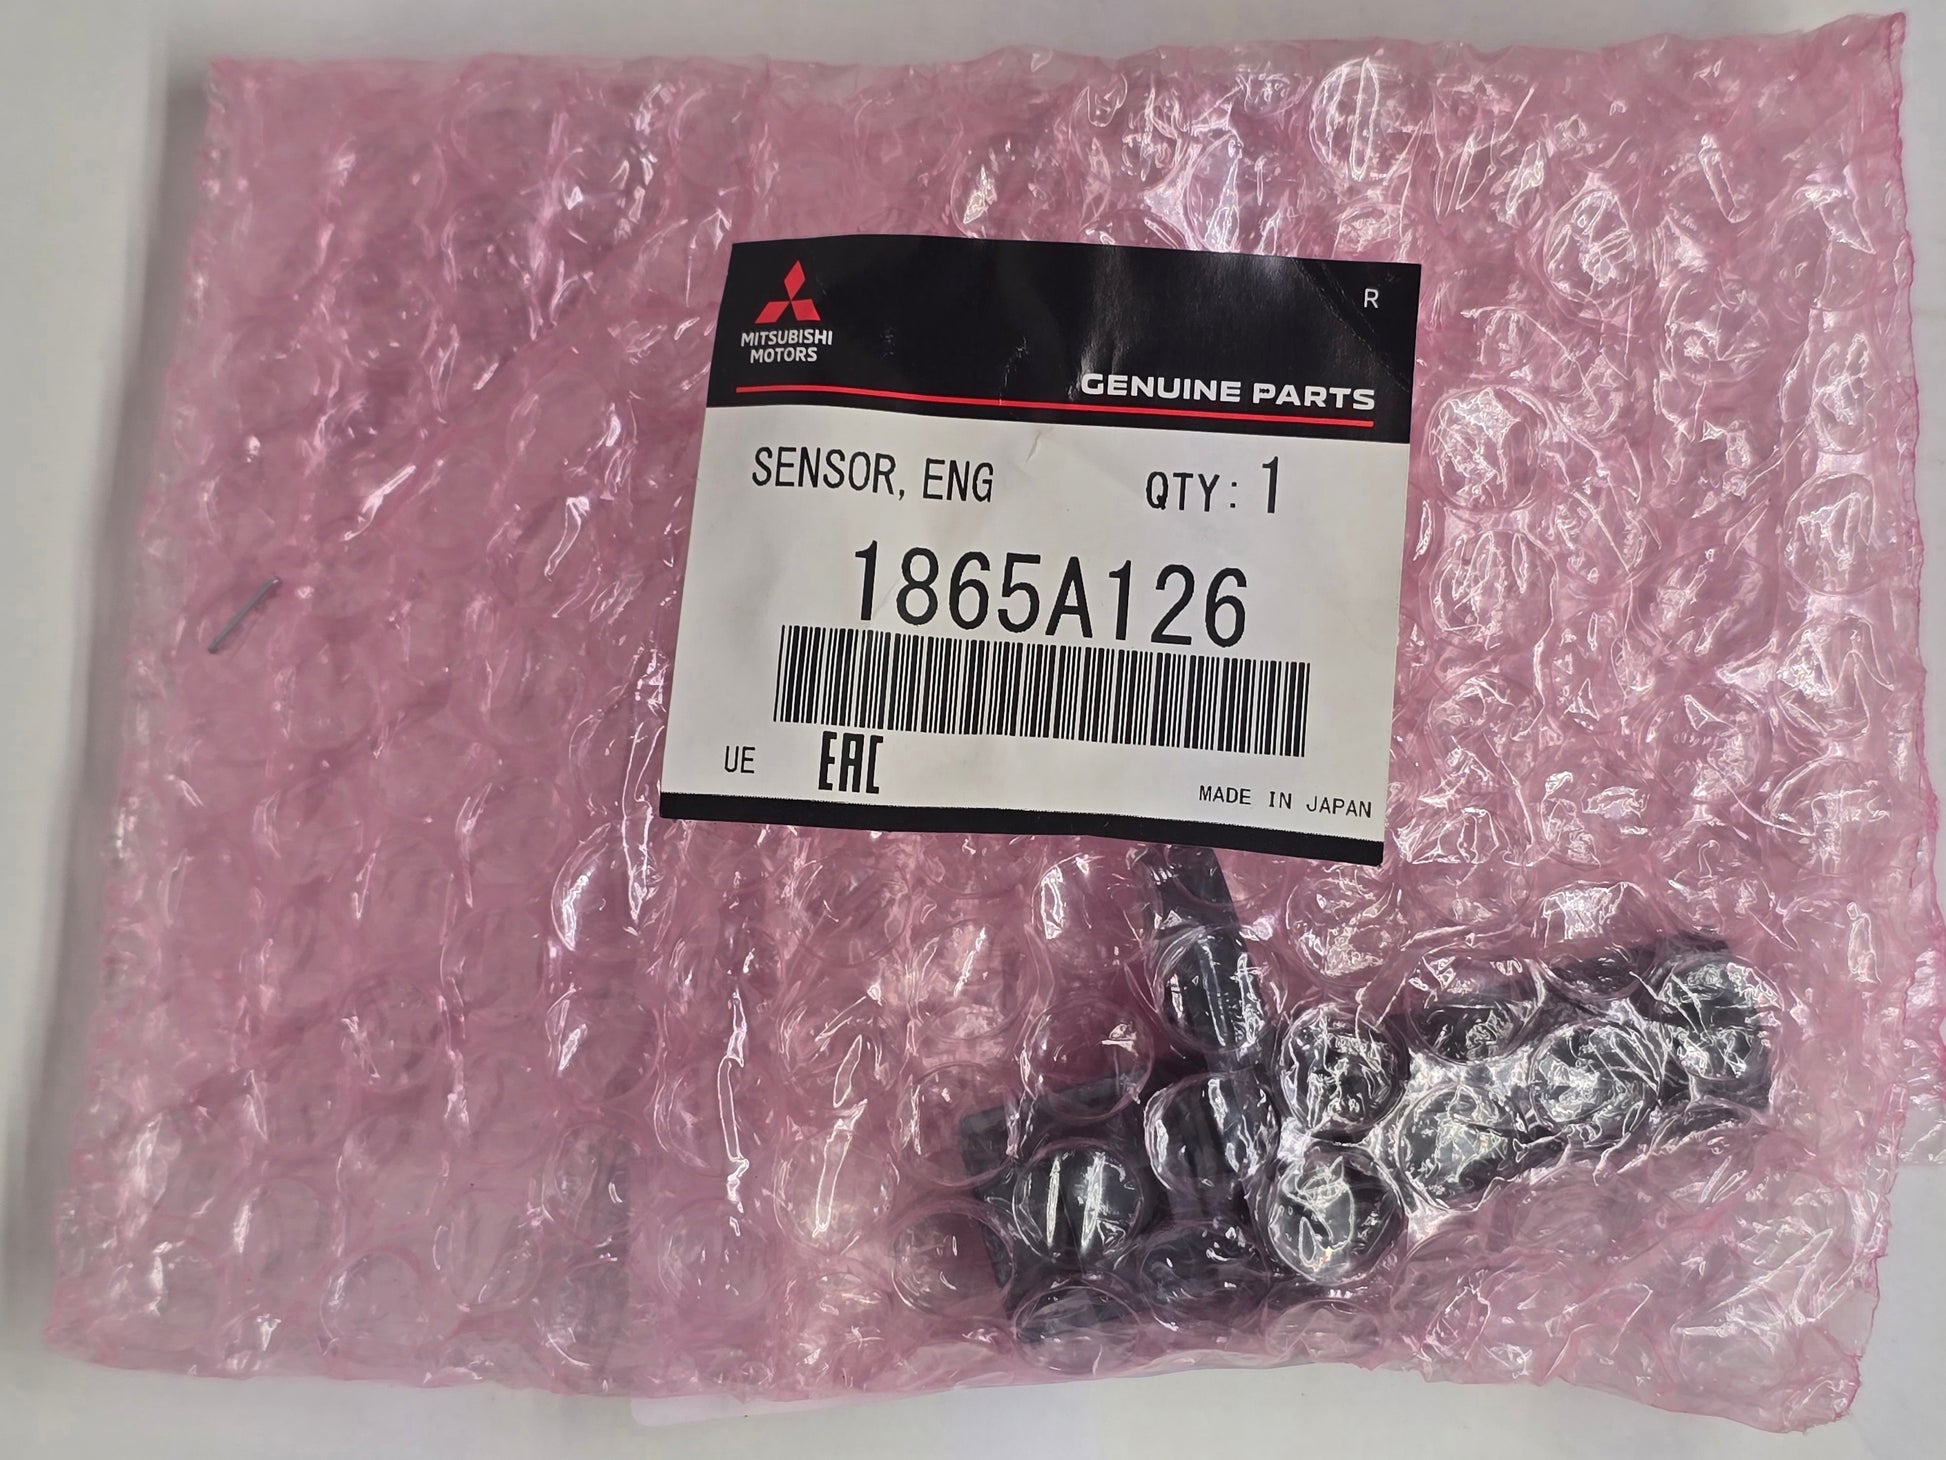 R
MITSUBISHI
MOTORS
GENUINE PARTS
SENSOR, ENG QTY: 1
1865A126
UE EAC MADE IN JAPAN